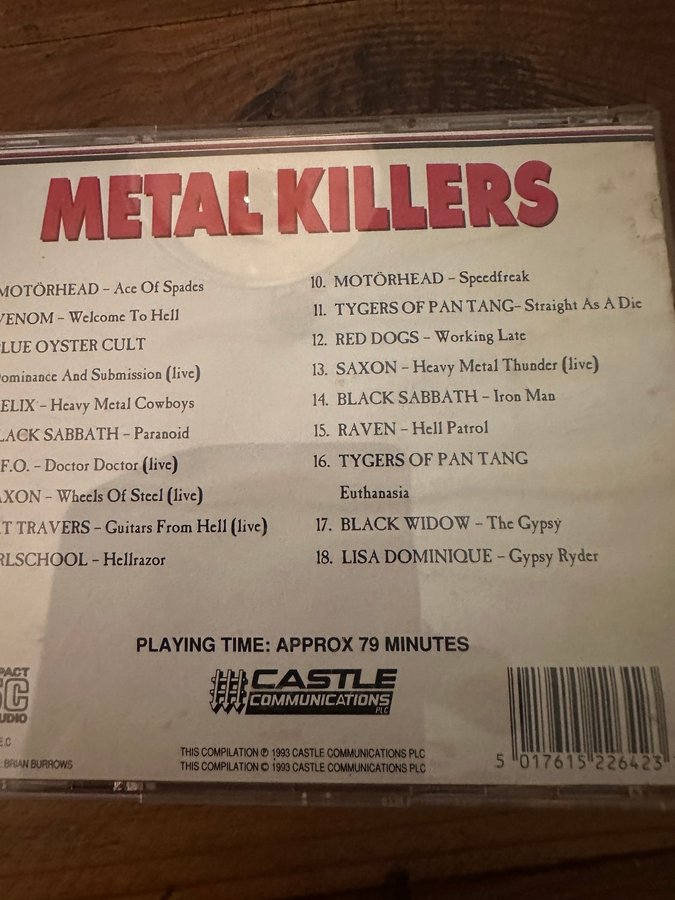 METAL KILLERS
MOTÖRHEAD – Ace Of Spades
VENOM – Welcome To Hell
LUE OYSTER CULT
ominance And Submission (live)
ELIX – Heavy Metal Cowboys
LACK SABBATH – Paranoid
.F.O. – Doctor Doctor (live)
AXON – Wheels Of Steel (live)
T TRAVERS – Guitars From Hell (live)
RLSCHOOL – Hellrazor
10. MOTÖRHEAD – Speedfreak
11. TYGERS OF PAN TANG– Straight As A Die
12. RED DOGS – Working Late
13. SAXON – Heavy Metal Thunder (live)
14. BLACK SABBATH – Iron Man
15. RAVEN – Hell Patrol
16. TYGERS OF PAN TANG
Euthanasia
17. BLACK WIDOW – The Gypsy
18. LISA DOMINIQUE – Gypsy Ryder
PLAYING TIME: APPROX 79 MINUTES
PACT
UDIO
CASTLE
COMMUNICATIONS
PLC
E.C
BRIAN BURROWS
THIS COMPILATION ℗ 1993 CASTLE COMMUNICATIONS PLC
THIS COMPILATION © 1993 CASTLE COMMUNICATIONS PLC
5 017615 226423